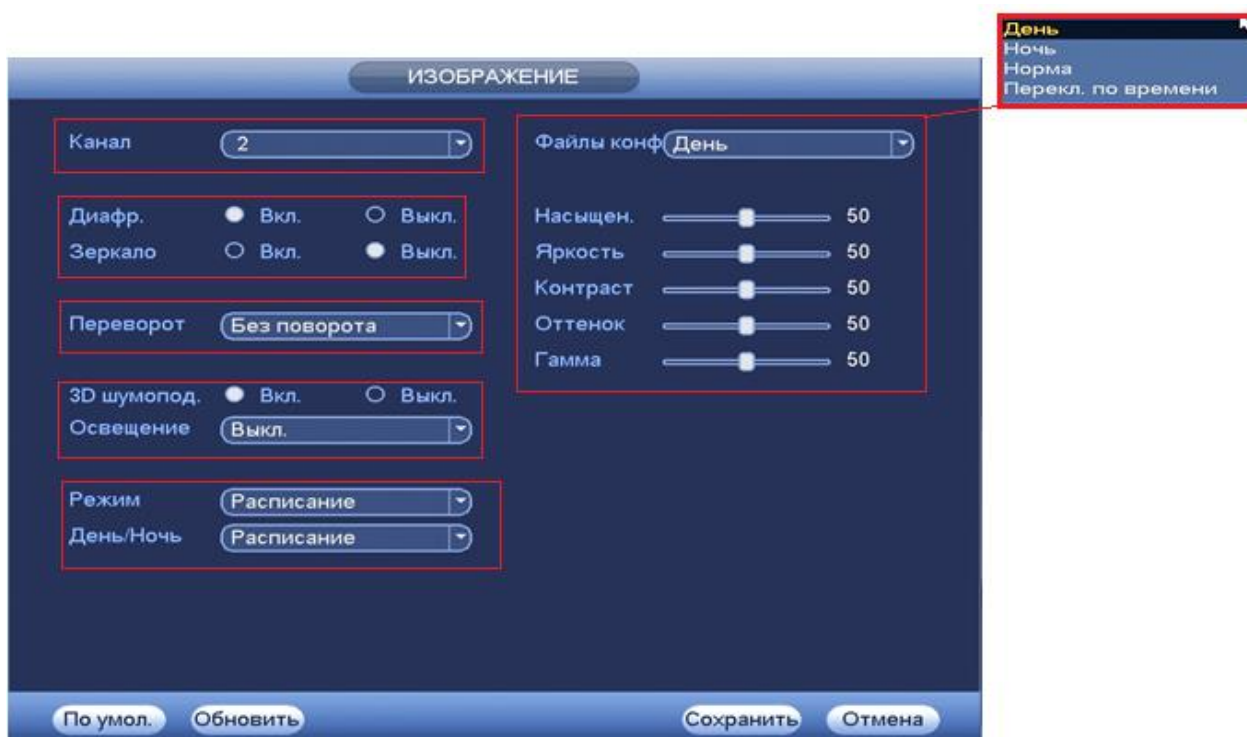 ИЗОБРАЖЕНИЕ
Канал 2
Диафр. Вкл. Выкл.
Зеркало Вкл. Выкл.
Переворот Без поворота
3D шумопод. Вкл. Выкл.
Освещение Выкл.
Режим Расписание
День/Ночь Расписание
Файлы конф День
Насыщен. 50
Яркость 50
Контраст 50
Оттенок 50
Гамма 50
День
Ночь
Норма
Перекл. по времени
По умол. Обновить Сохранить Отмена